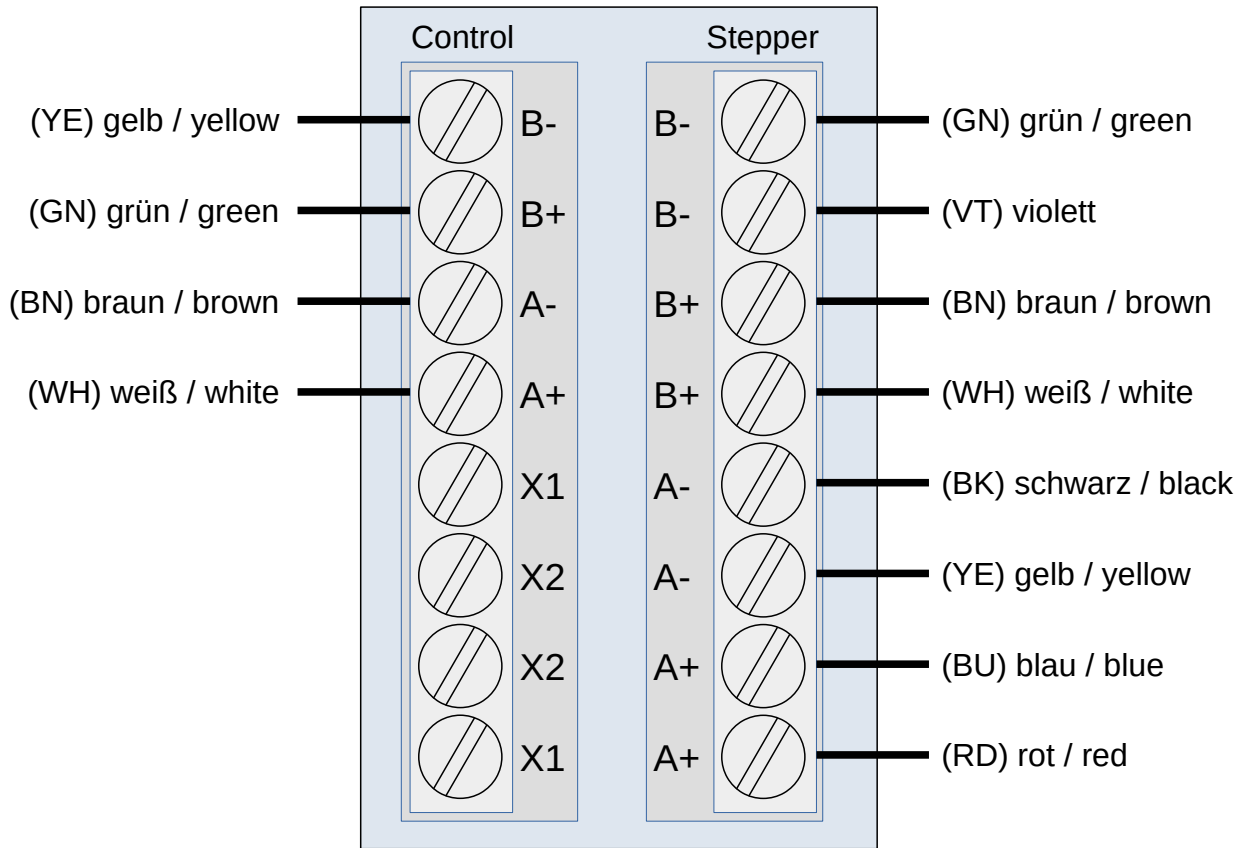 Control Stepper
(YE) gelb / yellow B- B- (GN) grün / green
(GN) grün / green B+ B- (VT) violett
(BN) braun / brown A- B+ (BN) braun / brown
(WH) weiß / white A+ B+ (WH) weiß / white
X1 A- (BK) schwarz / black
X2 A- (YE) gelb / yellow
X2 A+ (BU) blau / blue
X1 A+ (RD) rot / red